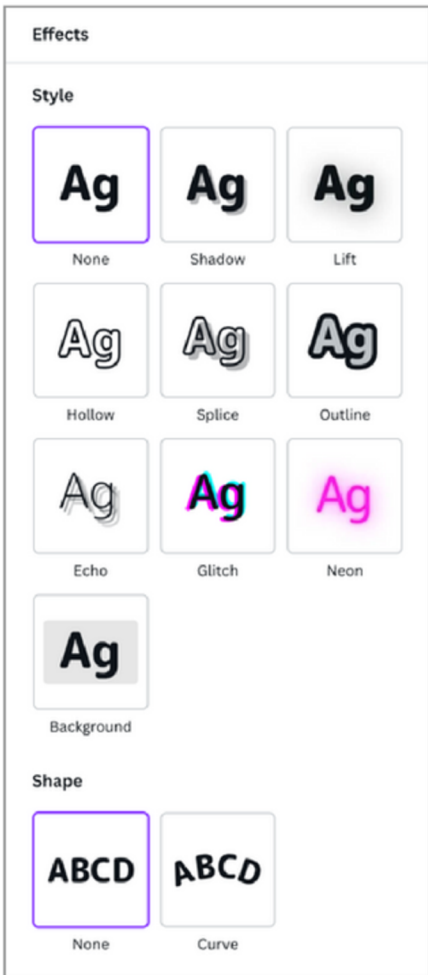 Effects
Style
Ag Ag Ag
None Shadow Lift
Ag Ag Ag
Hollow Splice Outline
Ag Ag Ag
Echo Glitch Neon
Ag
Background
Shape
ABCD ABCD
None Curve